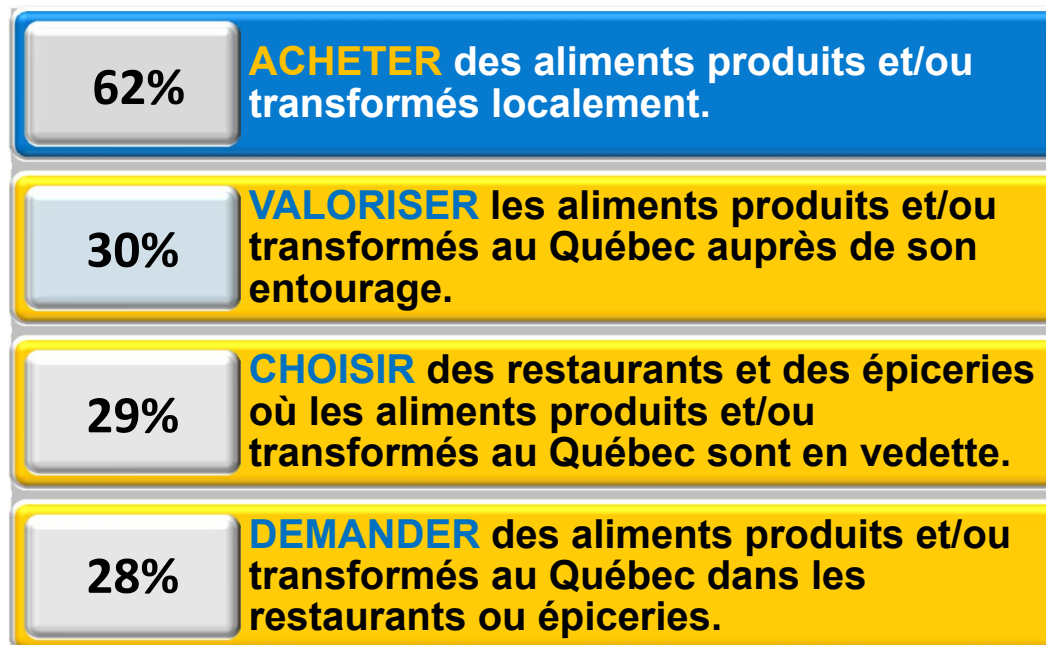 62%
ACHETER des aliments produits et/ou
transformés localement.
30%
VALORISER les aliments produits et/ou
transformés au Québec auprès de son
entourage.
29%
CHOISIR des restaurants et des épiceries
où les aliments produits et/ou
transformés au Québec sont en vedette.
28%
DEMANDER des aliments produits et/ou
transformés au Québec dans les
restaurants ou épiceries.